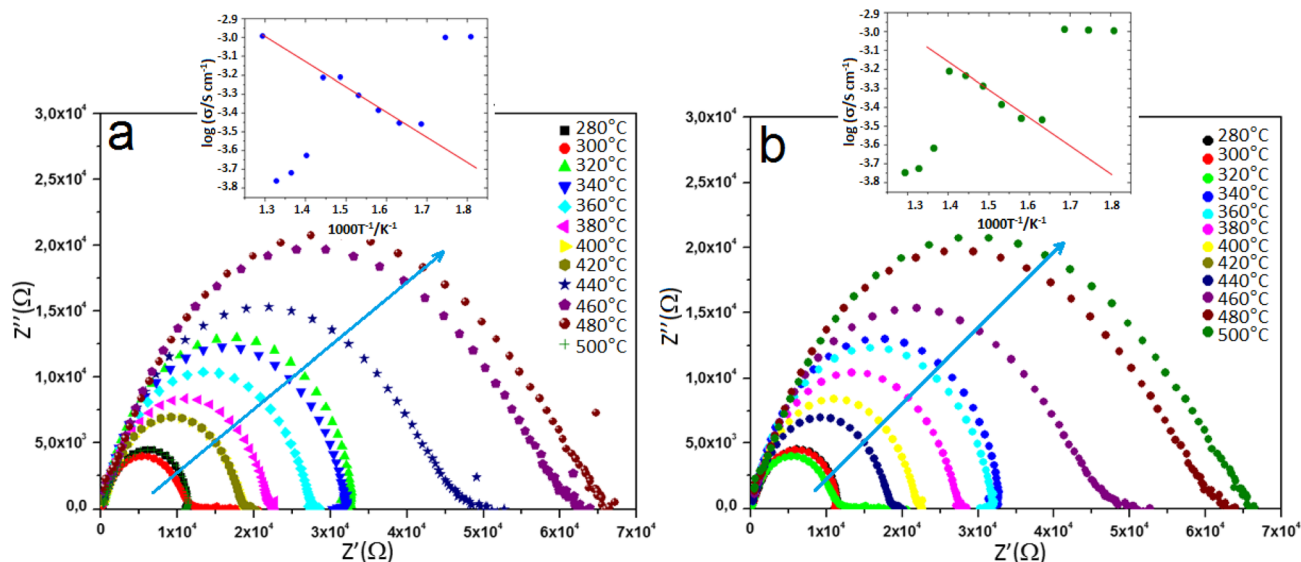 a
-2.9
-3.0
-3.1
-3.2
-3.3
-3.4
-3.5
-3.6
-3.7
-3.8
log (σ/S cm⁻¹)
1.3 1.4 1.5 1.6 1.7 1.8
1000T⁻¹/K⁻¹
3,0x10⁴
2,5x10⁴
2,0x10⁴
1,5x10⁴
1,0x10⁴
5,0x10³
0,0
Z''(Ω)
0 1x10⁴ 2x10⁴ 3x10⁴ 4x10⁴ 5x10⁴ 6x10⁴ 7x10⁴
Z'(Ω)
280°C
300°C
320°C
340°C
360°C
380°C
400°C
420°C
440°C
460°C
480°C
500°C
b
-2.9
-3.0
-3.1
-3.2
-3.3
-3.4
-3.5
-3.6
-3.7
-3.8
log (σ/S cm⁻¹)
1.3 1.4 1.5 1.6 1.7 1.8
1000T⁻¹/K⁻¹
3,0x10⁴
2,5x10⁴
2,0x10⁴
1,5x10⁴
1,0x10⁴
5,0x10³
0,0
Z''(Ω)
0 1x10⁴ 2x10⁴ 3x10⁴ 4x10⁴ 5x10⁴ 6x10⁴ 7x10⁴
Z'(Ω)
280°C
300°C
320°C
340°C
360°C
380°C
400°C
420°C
440°C
460°C
480°C
500°C